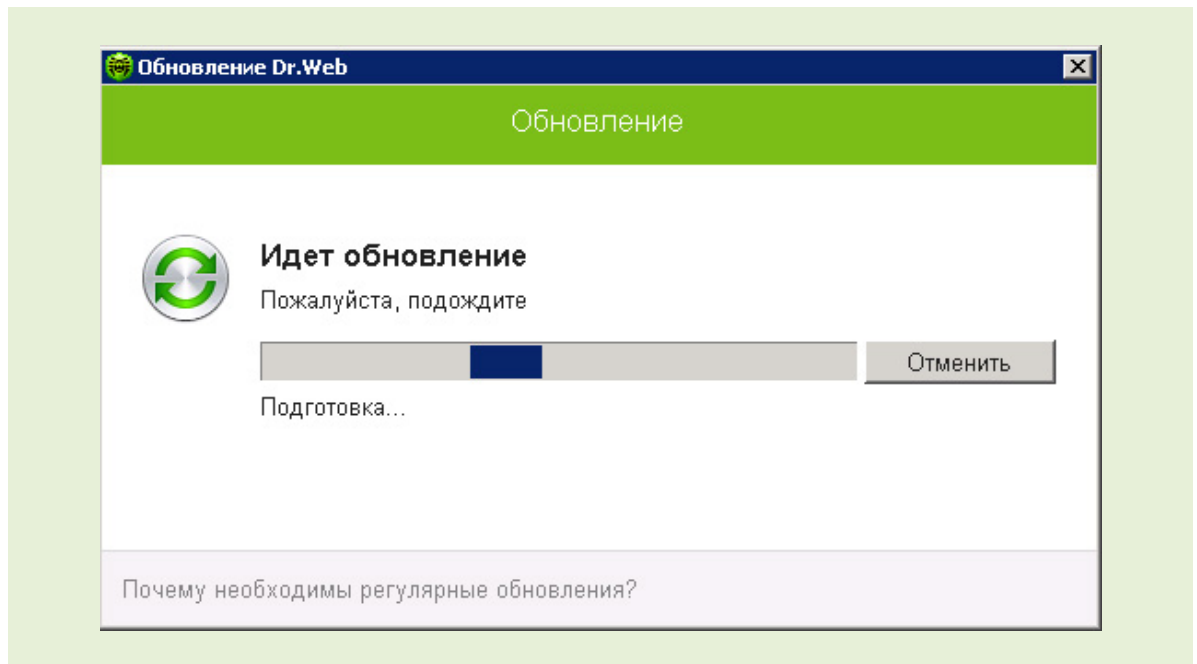 Обновление Dr.Web
Обновление
Идет обновление
Пожалуйста, подождите
Отменить
Подготовка...
Почему необходимы регулярные обновления?